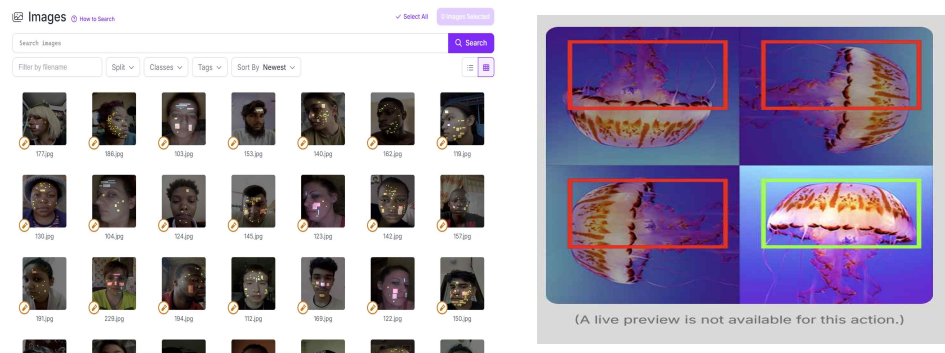 Images
How to Search
Select All
0 Images Selected
Search images
Search
Filter by filename
Split
Classes
Tags
Sort By Newest
177.jpg
186.jpg
103.jpg
153.jpg
140.jpg
162.jpg
119.jpg
130.jpg
104.jpg
124.jpg
145.jpg
123.jpg
142.jpg
157.jpg
191.jpg
229.jpg
194.jpg
112.jpg
169.jpg
122.jpg
150.jpg
(A live preview is not available for this action.)